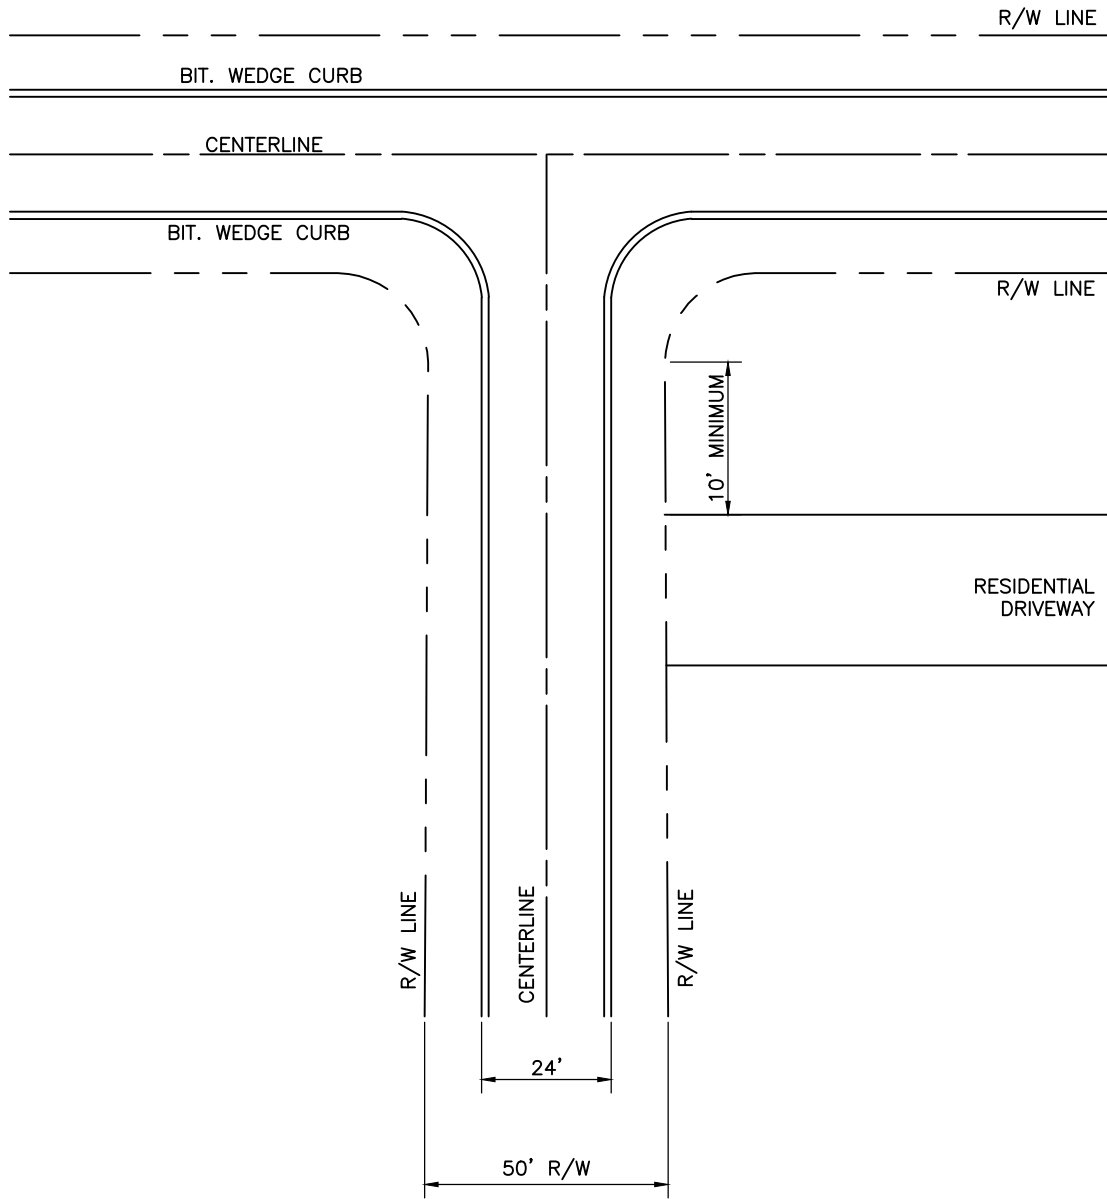 R/W LINE
BIT. WEDGE CURB
CENTERLINE
BIT. WEDGE CURB
R/W LINE
10' MINIMUM
RESIDENTIAL
DRIVEWAY
R/W LINE
CENTERLINE
R/W LINE
24'
50' R/W